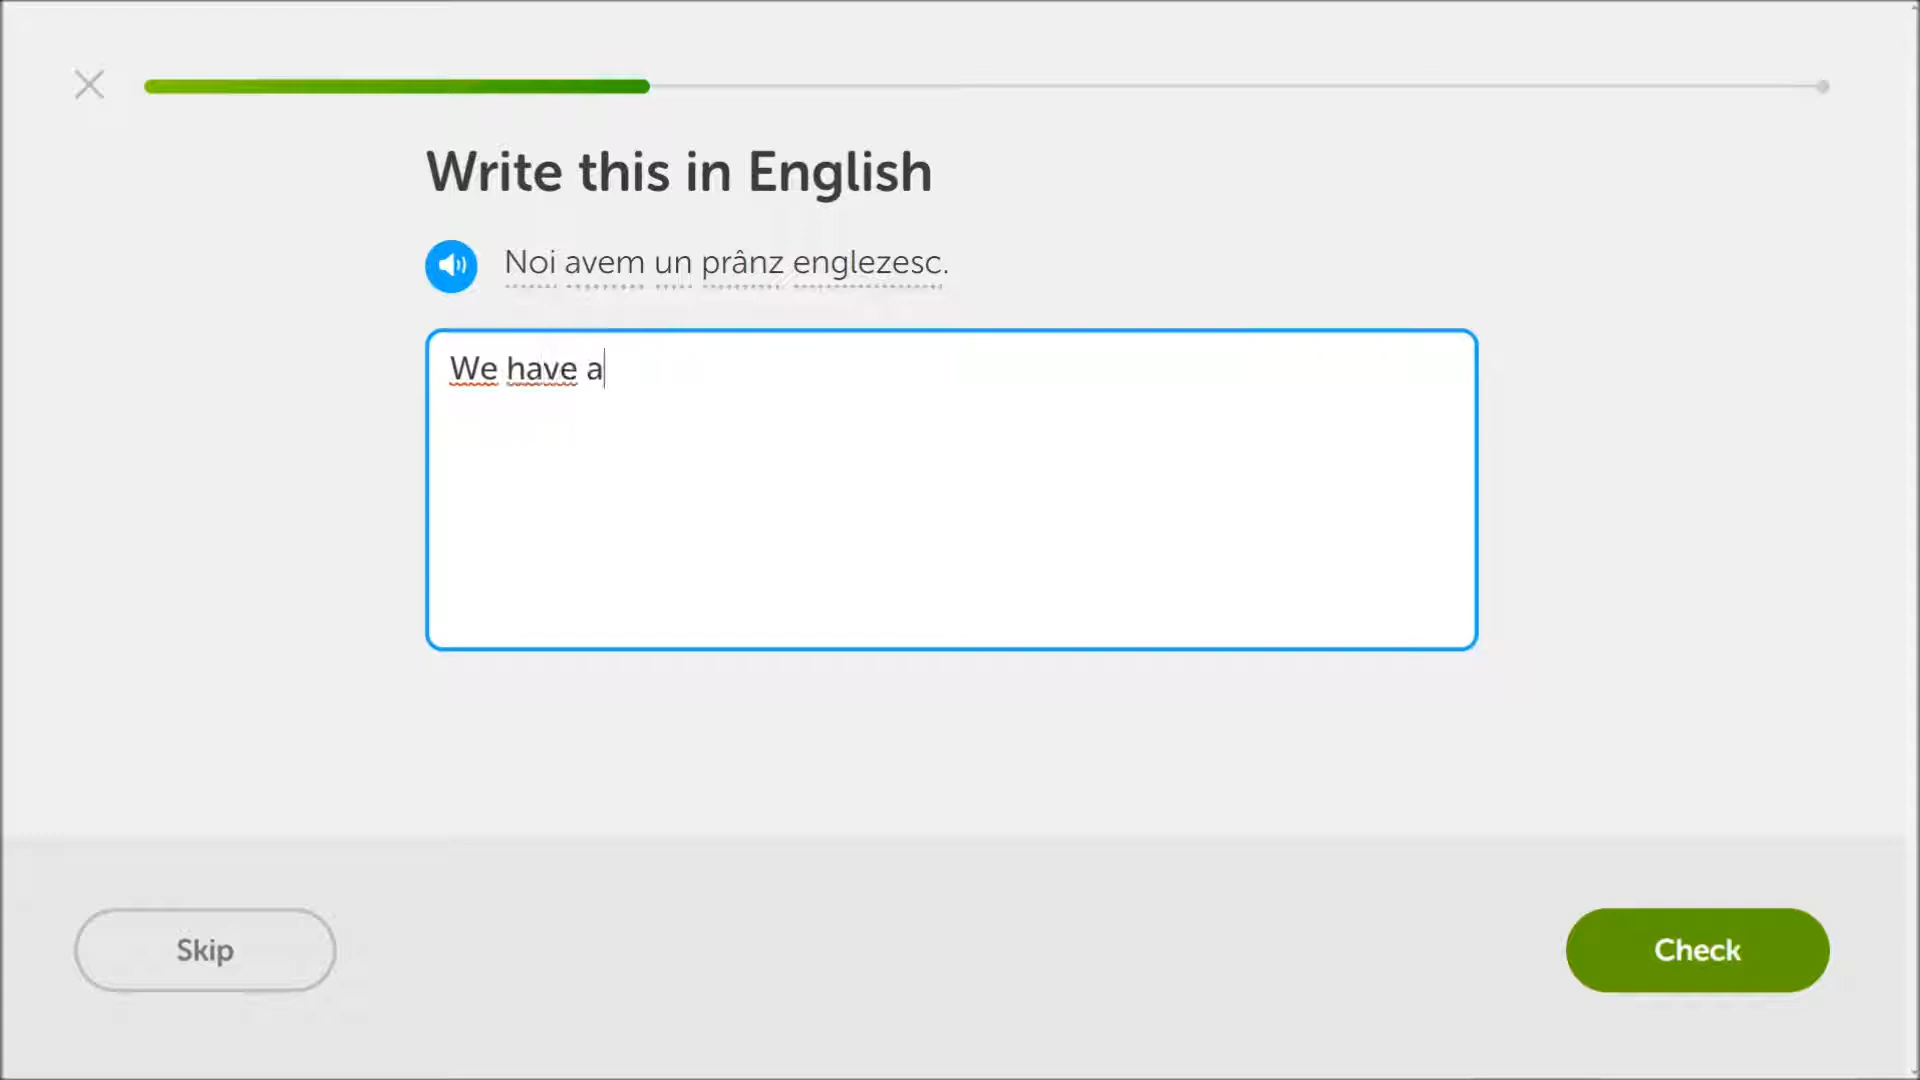 Write this in English
Noi avem un prânz englezesc.
We have a
Skip
Check